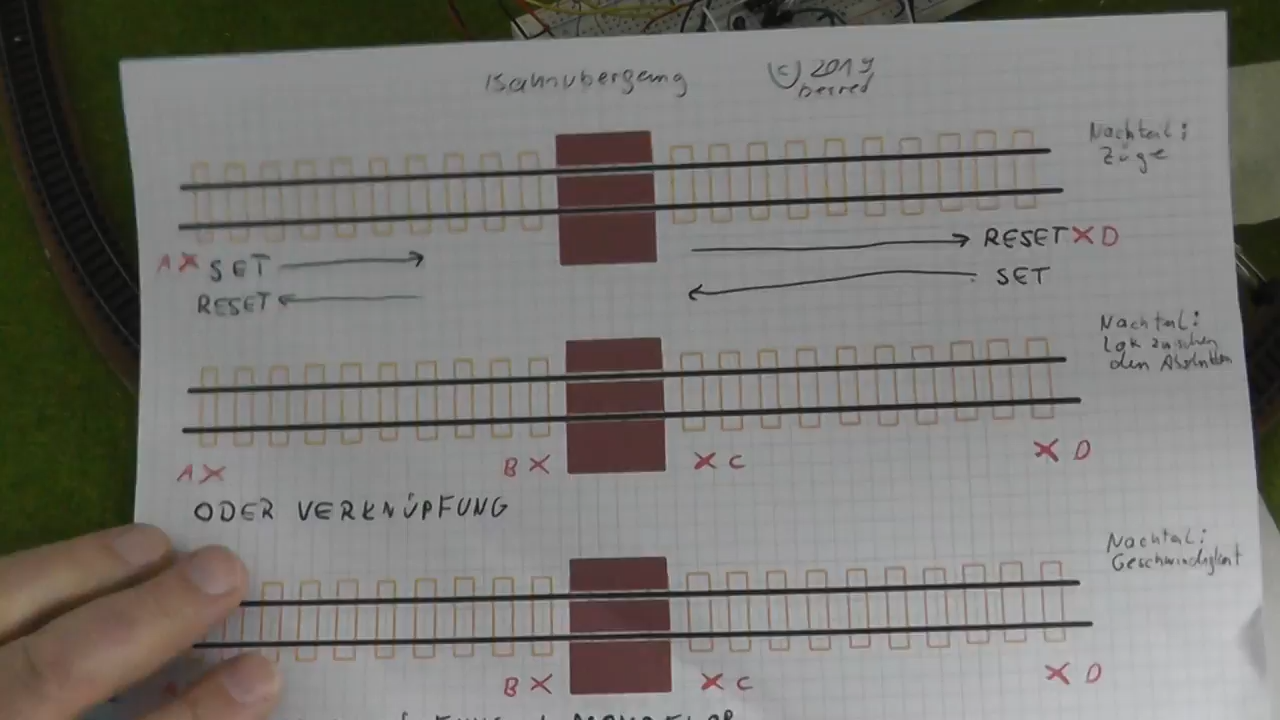 Bahnübergang (c) 2019
Nachteil:
Züge
A X SET RESET X D
RESET SET
Nachteil:
Lok zwischen
den Abschnitten
A X B X X C X D
ODER VERKNÜPFUNG
Nachteil:
Geschwindigkeit
B X X C X D